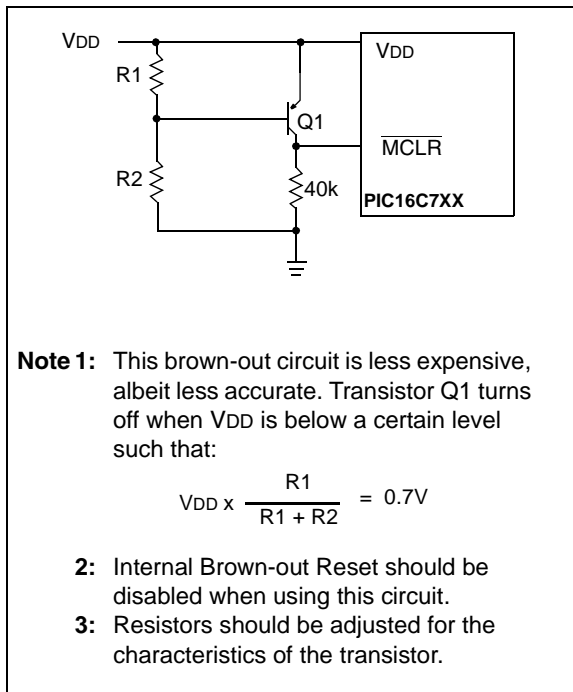 VDD
VDD
R1
Q1
MCLR
R2
40k
PIC16C7XX
Note 1: This brown-out circuit is less expensive,
albeit less accurate. Transistor Q1 turns
off when VDD is below a certain level
such that:
VDD x R1 / R1 + R2 = 0.7V
2: Internal Brown-out Reset should be
disabled when using this circuit.
3: Resistors should be adjusted for the
characteristics of the transistor.